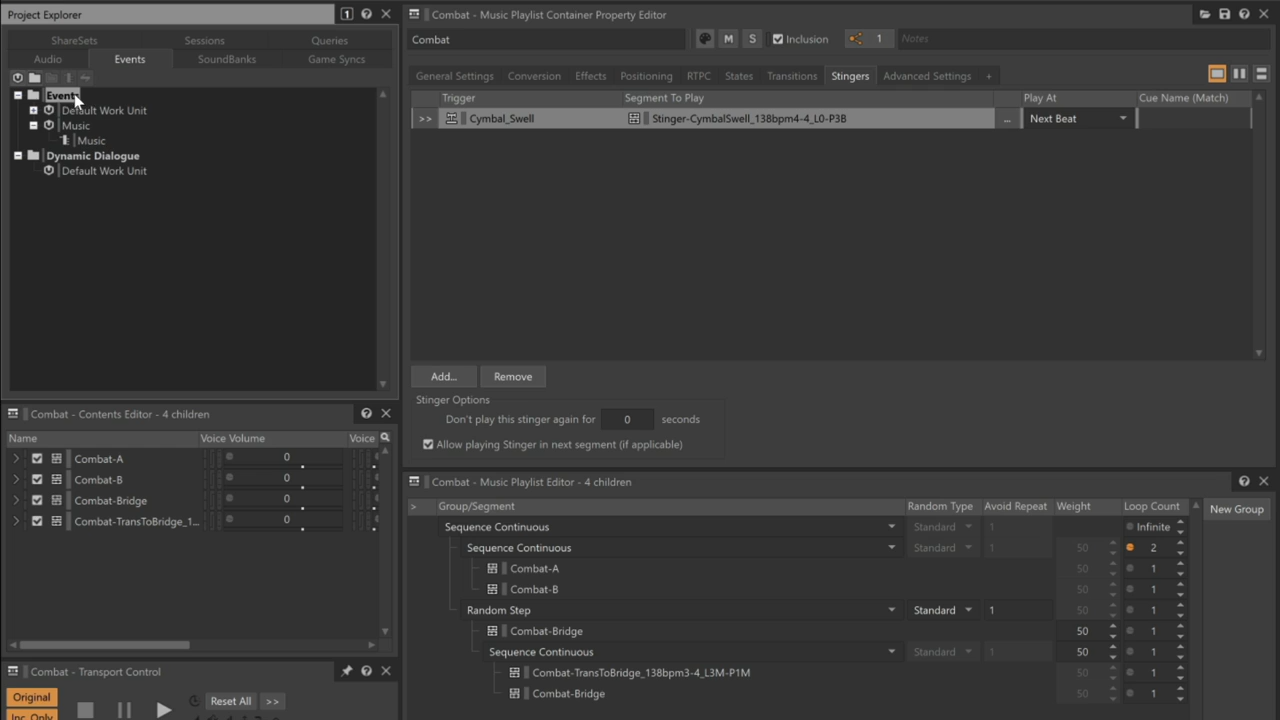 Project Explorer
1
ShareSets Sessions Queries
Audio Events SoundBanks Game Syncs
Event
Default Work Unit
Music
Music
Dynamic Dialogue
Default Work Unit
Combat - Contents Editor - 4 children
Name Voice Volume Voice
Combat-A 0
Combat-B 0
Combat-Bridge 0
Combat-TransToBridge_1... 0
Combat - Transport Control
Original
Inc. Only
Reset All >>
Combat - Music Playlist Container Property Editor
Combat M S Inclusion 1 Notes
General Settings Conversion Effects Positioning RTPC States Transitions Stingers Advanced Settings +
Trigger Segment To Play Play At Cue Name (Match)
>> Cymbal_Swell Stinger-CymbalSwell_138bpm4-4_L0-P3B ... Next Beat
Add... Remove
Stinger Options
Don't play this stinger again for 0 seconds
Allow playing Stinger in next segment (if applicable)
Combat - Music Playlist Editor - 4 children
> Group/Segment Random Type Avoid Repeat Weight Loop Count New Group
Sequence Continuous Standard 1 Infinite
Sequence Continuous Standard 1 50 2
Combat-A 50 1
Combat-B 50 1
Random Step Standard 1 50 1
Combat-Bridge 50 1
Sequence Continuous Standard 1 50 1
Combat-TransToBridge_138bpm3-4_L3M-P1M 50 1
Combat-Bridge 50 1